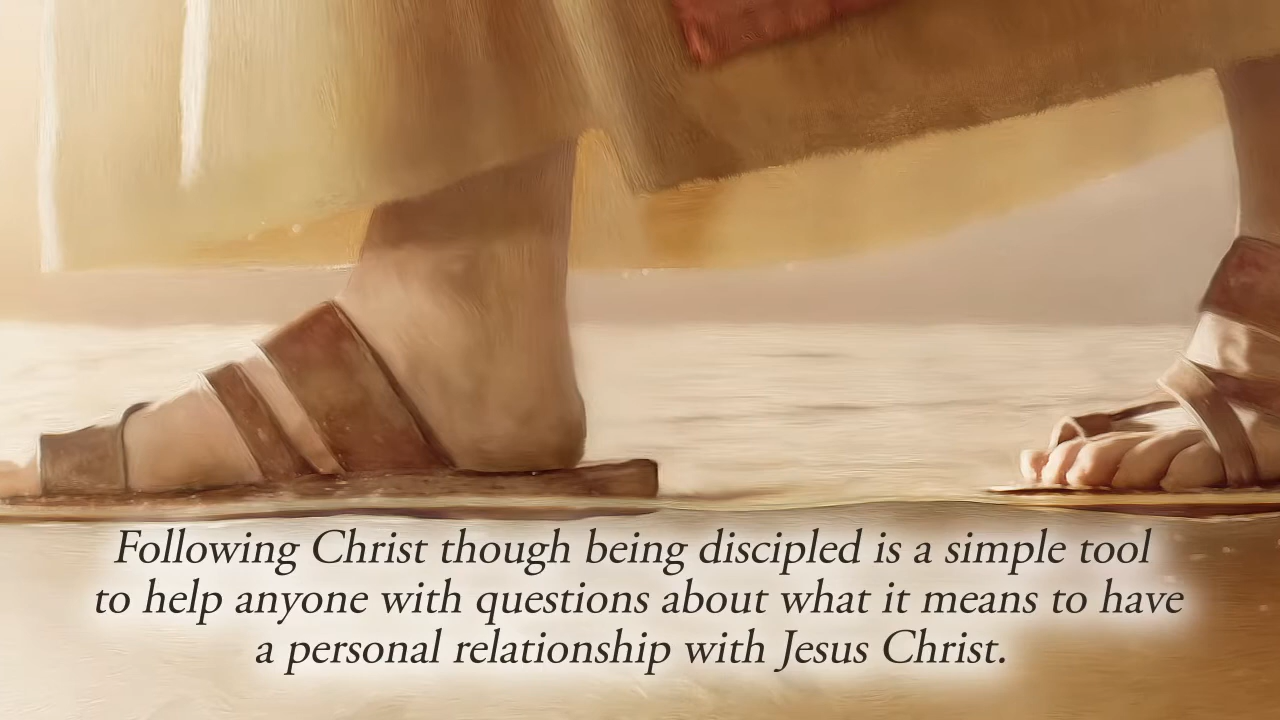 Following Christ though being discipled is a simple tool
to help anyone with questions about what it means to have
a personal relationship with Jesus Christ.